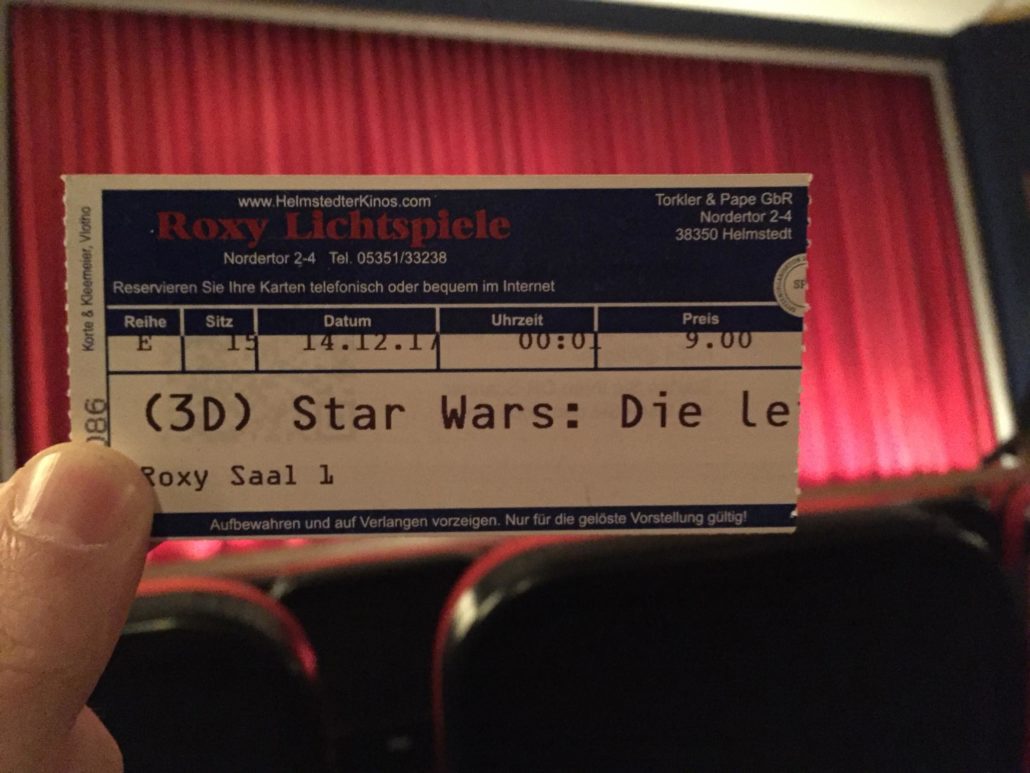 www.HelmstedterKinos.com
Roxy Lichtspiele
Nordertor 2-4 Tel. 05351/33238
Torkler & Pape GbR
Nordertor 2-4
38350 Helmstedt
Reservieren Sie Ihre Karten telefonisch oder bequem im Internet
Reihe Sitz Datum Uhrzeit Preis
E 15 14.12.17 00:01 9.00
(3D) Star Wars: Die le
Roxy Saal 1
Aufbewahren und auf Verlangen vorzeigen. Nur für die gelöste Vorstellung gültig!
Korte & Kleemeier, Vlotho
086